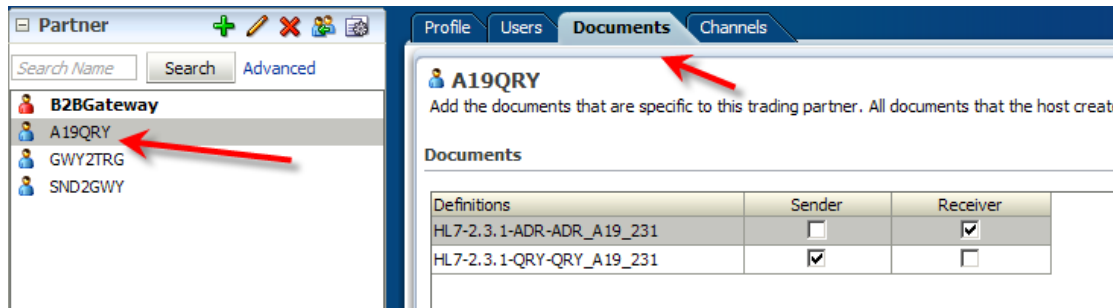 Partner
Search Name Search Advanced
B2BGateway
A19QRY
GWY2TRG
SND2GWY
Profile Users Documents Channels
A19QRY
Add the documents that are specific to this trading partner. All documents that the host creat
Documents
Definitions Sender Receiver
HL7-2.3.1-ADR-ADR_A19_231
HL7-2.3.1-QRY-QRY_A19_231